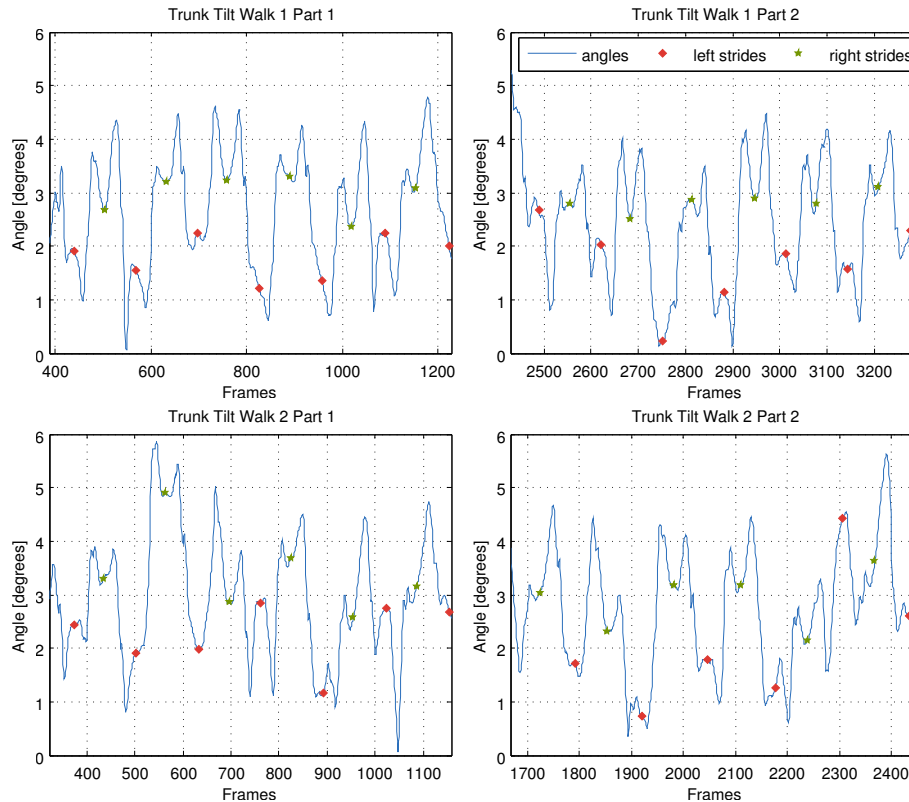 Trunk Tilt Walk 1 Part 1
Trunk Tilt Walk 1 Part 2
6
5
4
3
2
1
0
Angle [degrees]
400 600 800 1000 1200
Frames
angles left strides right strides
6
5
4
3
2
1
0
Angle [degrees]
2500 2600 2700 2800 2900 3000 3100 3200
Frames
Trunk Tilt Walk 2 Part 1
Trunk Tilt Walk 2 Part 2
6
5
4
3
2
1
0
Angle [degrees]
400 500 600 700 800 900 1000 1100
Frames
6
5
4
3
2
1
0
Angle [degrees]
1700 1800 1900 2000 2100 2200 2300 2400
Frames